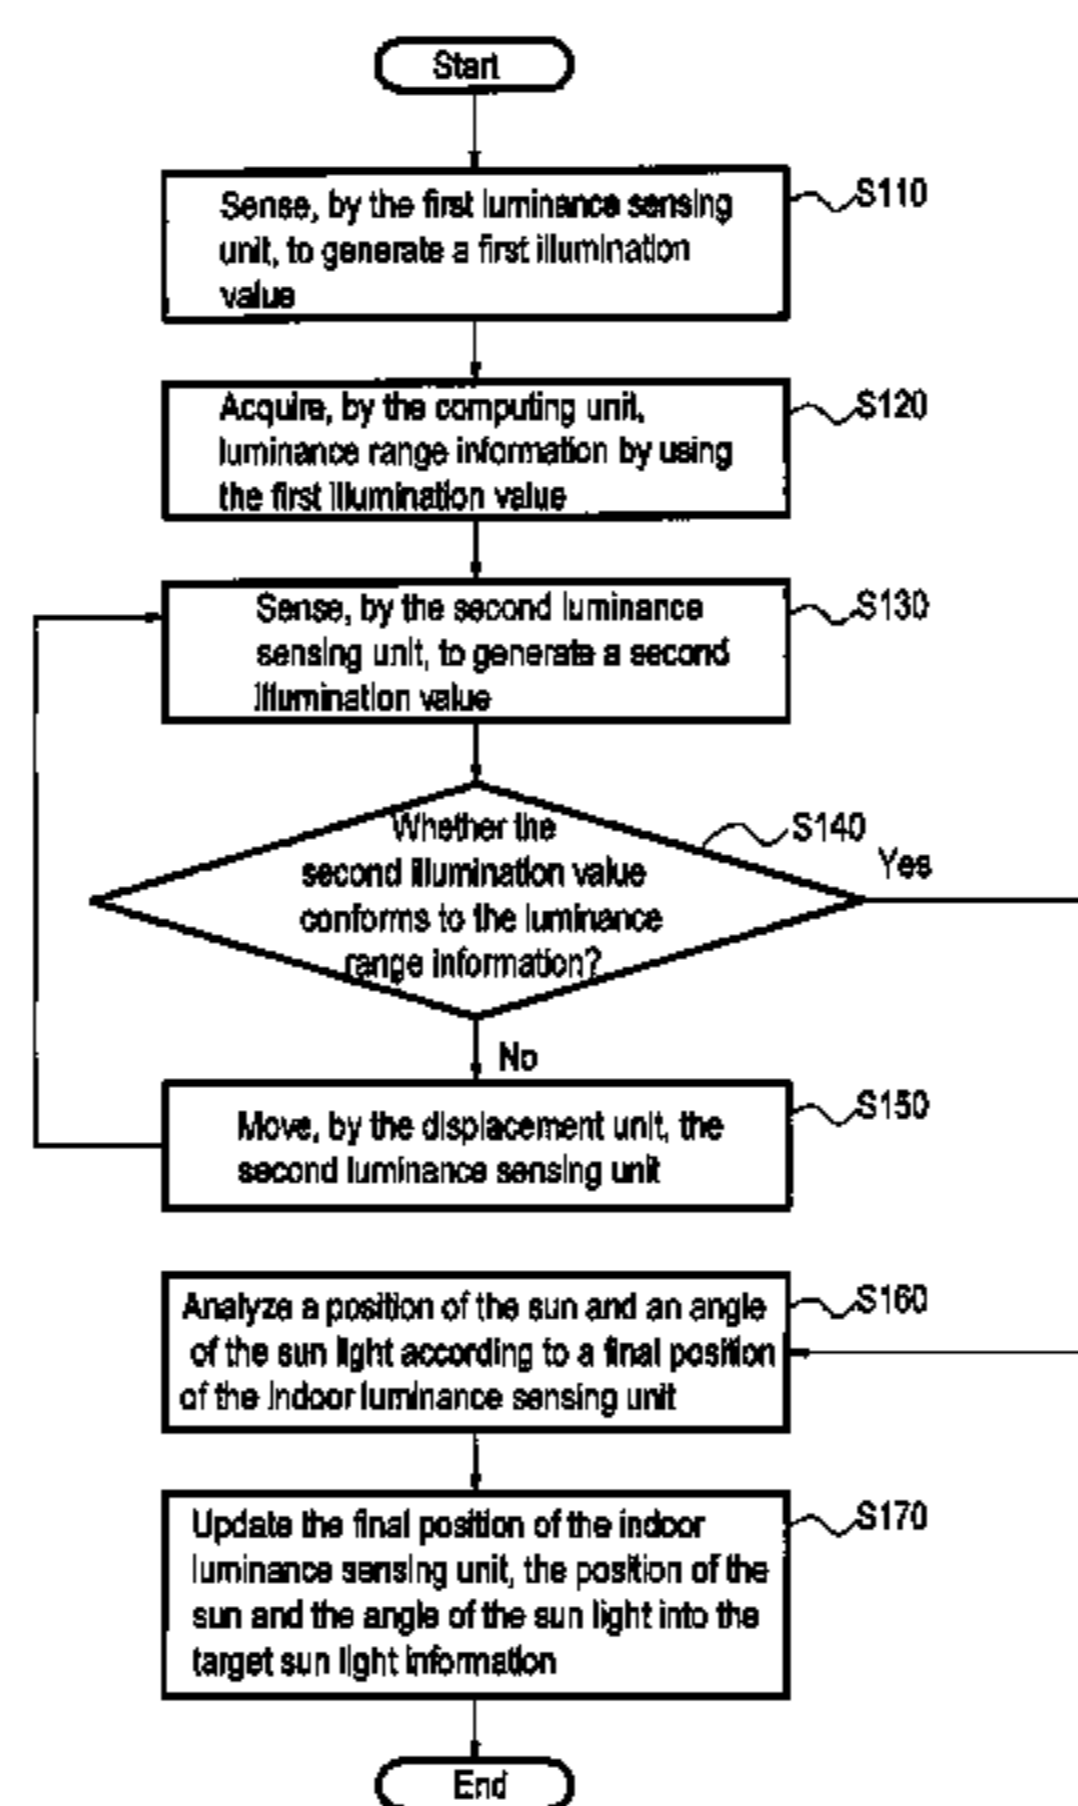 Start
Sense, by the first luminance sensing
unit, to generate a first illumination
value
S110
Acquire, by the computing unit,
luminance range information by using
the first illumination value
S120
Sense, by the second luminance
sensing unit, to generate a second
illumination value
S130
Whether the
second illumination value
conforms to the luminance
range information?
S140
Yes
No
Move, by the displacement unit, the
second luminance sensing unit
S150
Analyze a position of the sun and an angle
of the sun light according to a final position
of the indoor luminance sensing unit
S160
Update the final position of the indoor
luminance sensing unit, the position of the
sun and the angle of the sun light into the
target sun light information
S170
End